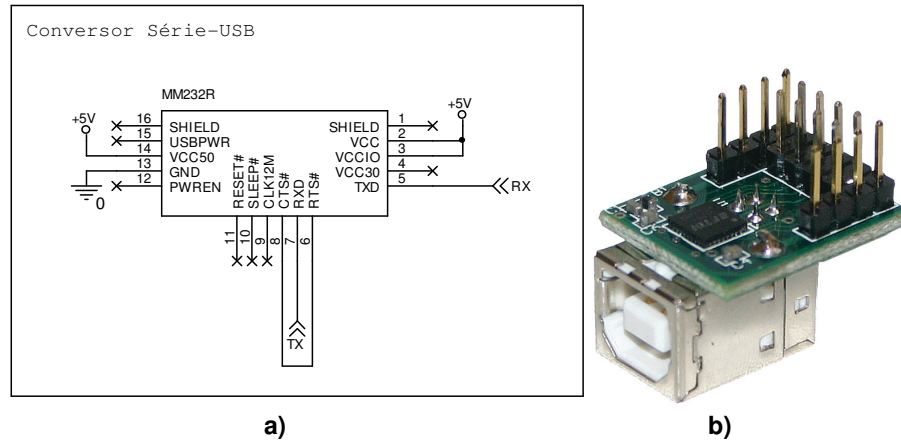 Conversor Série-USB
MM232R
+5V
+5V
16 SHIELD
15 USBPWR
14 VCC50
13 GND
12 PWREN
0
SHIELD 1
VCC 2
VCCIO 3
VCC30 4
TXD 5
RX
RESET# 11
SLEEP# 10
CLK12M 9
CTS# 8
RXD 7
RTS# 6
TX
a)
b)